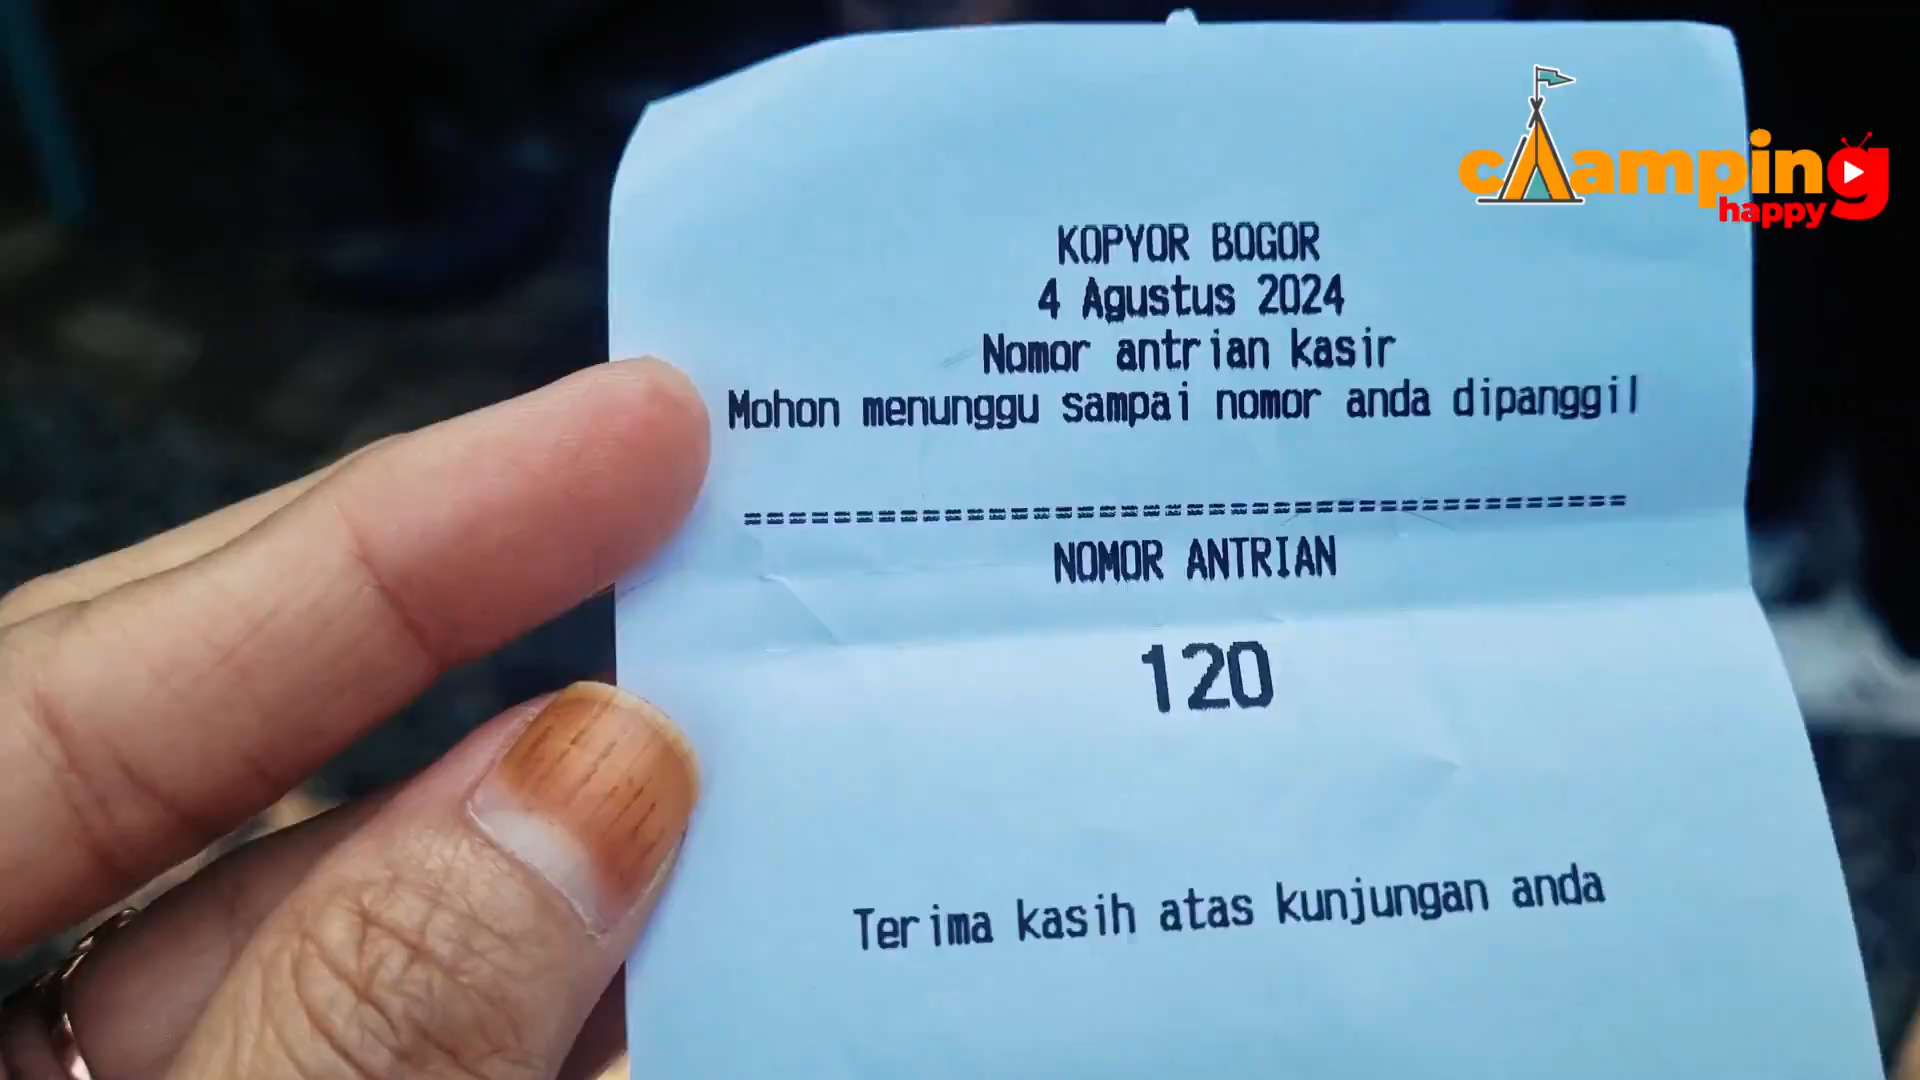 caamping
happy
KOPYOR BOGOR
4 Agustus 2024
Nomor antrian kasir
Mohon menunggu sampai nomor anda dipanggil
========================================
NOMOR ANTRIAN
120
Terima kasih atas kunjungan anda